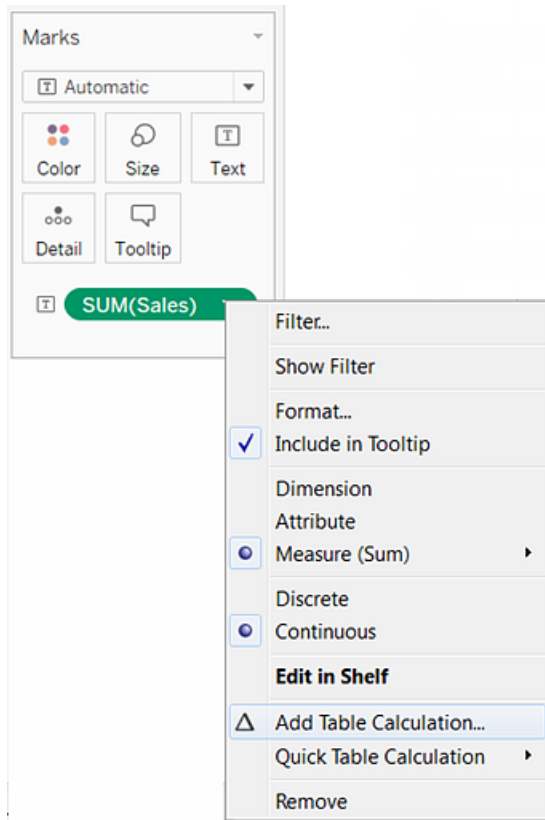 Marks
Automatic
Color Size Text
Detail Tooltip
SUM(Sales)
Filter...
Show Filter
Format...
Include in Tooltip
Dimension
Attribute
Measure (Sum)
Discrete
Continuous
Edit in Shelf
Add Table Calculation...
Quick Table Calculation
Remove